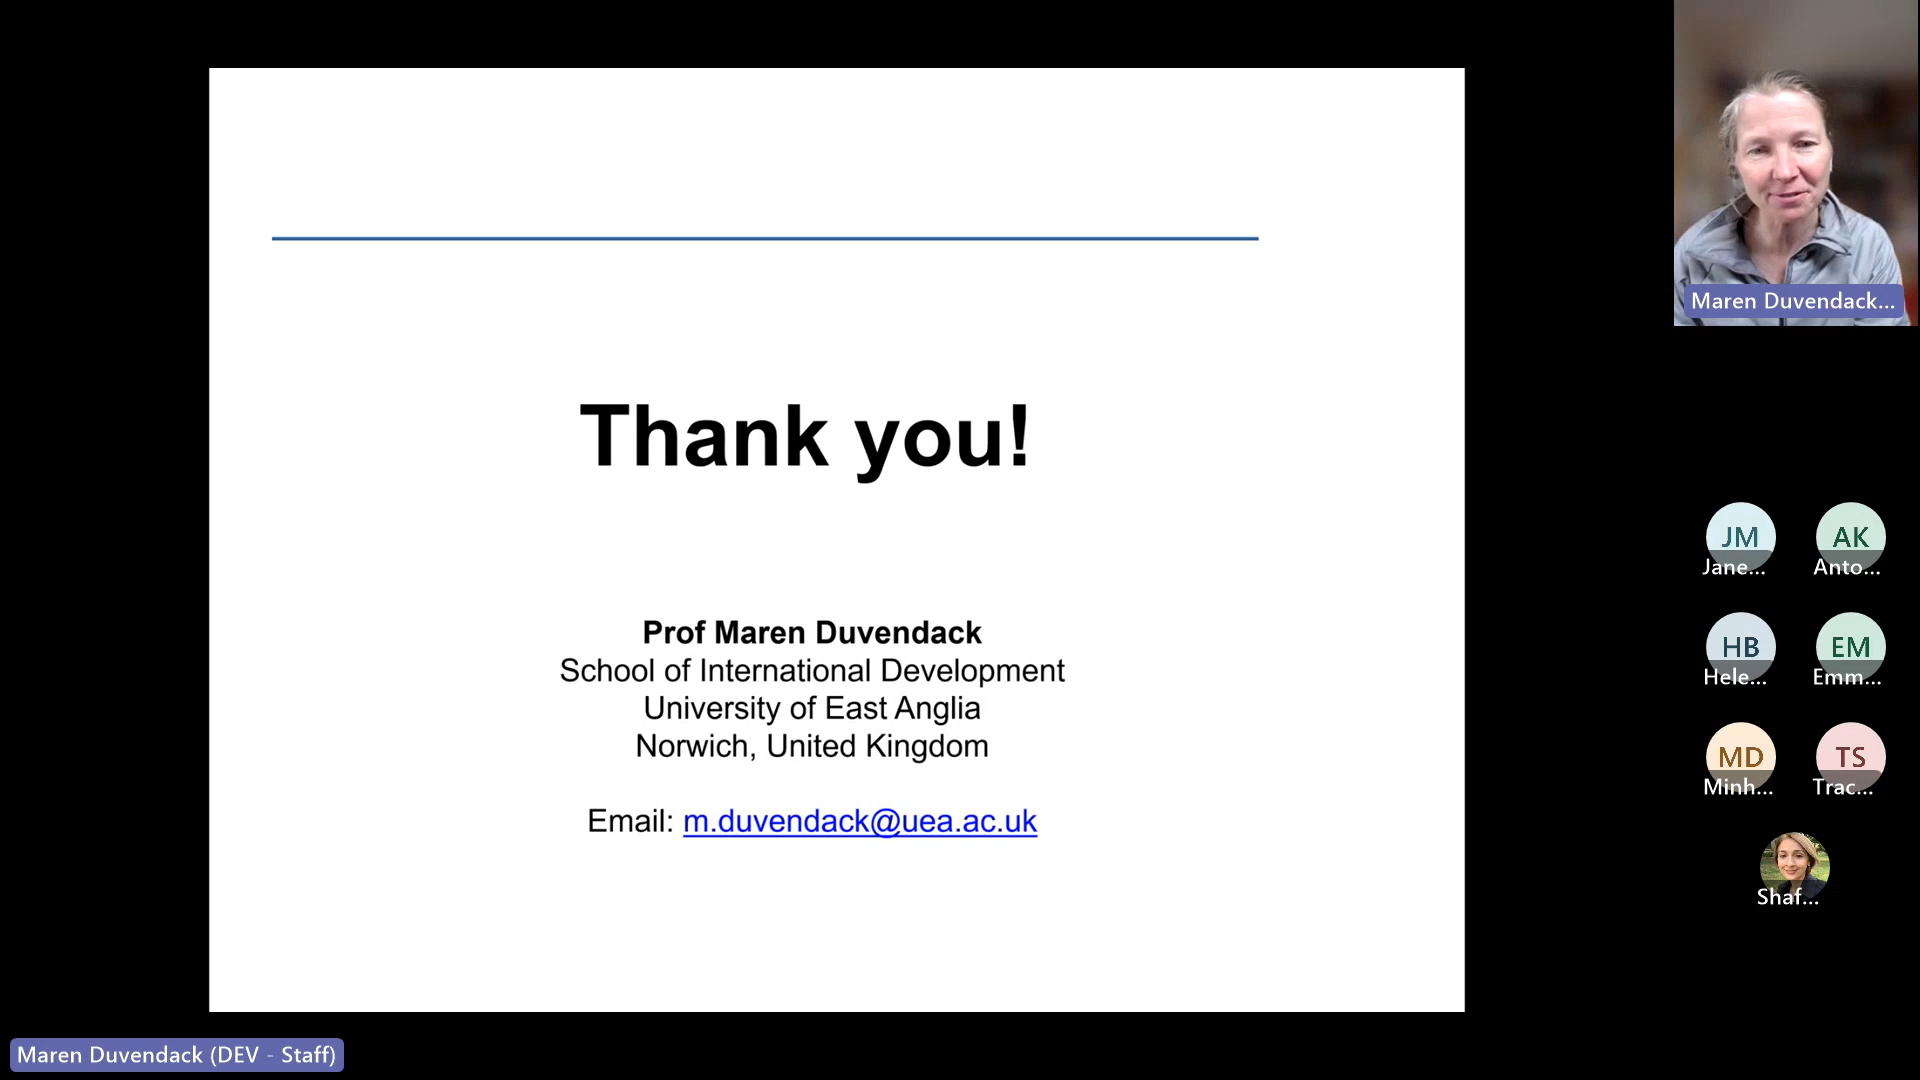 Thank you!
Prof Maren Duvendack
School of International Development
University of East Anglia
Norwich, United Kingdom
Email: m.duvendack@uea.ac.uk
Maren Duvendack...
JM
Jane...
AK
Anto...
HB
Hele...
EM
Emm...
MD
Minh...
TS
Trac...
Shaf...
Maren Duvendack (DEV - Staff)